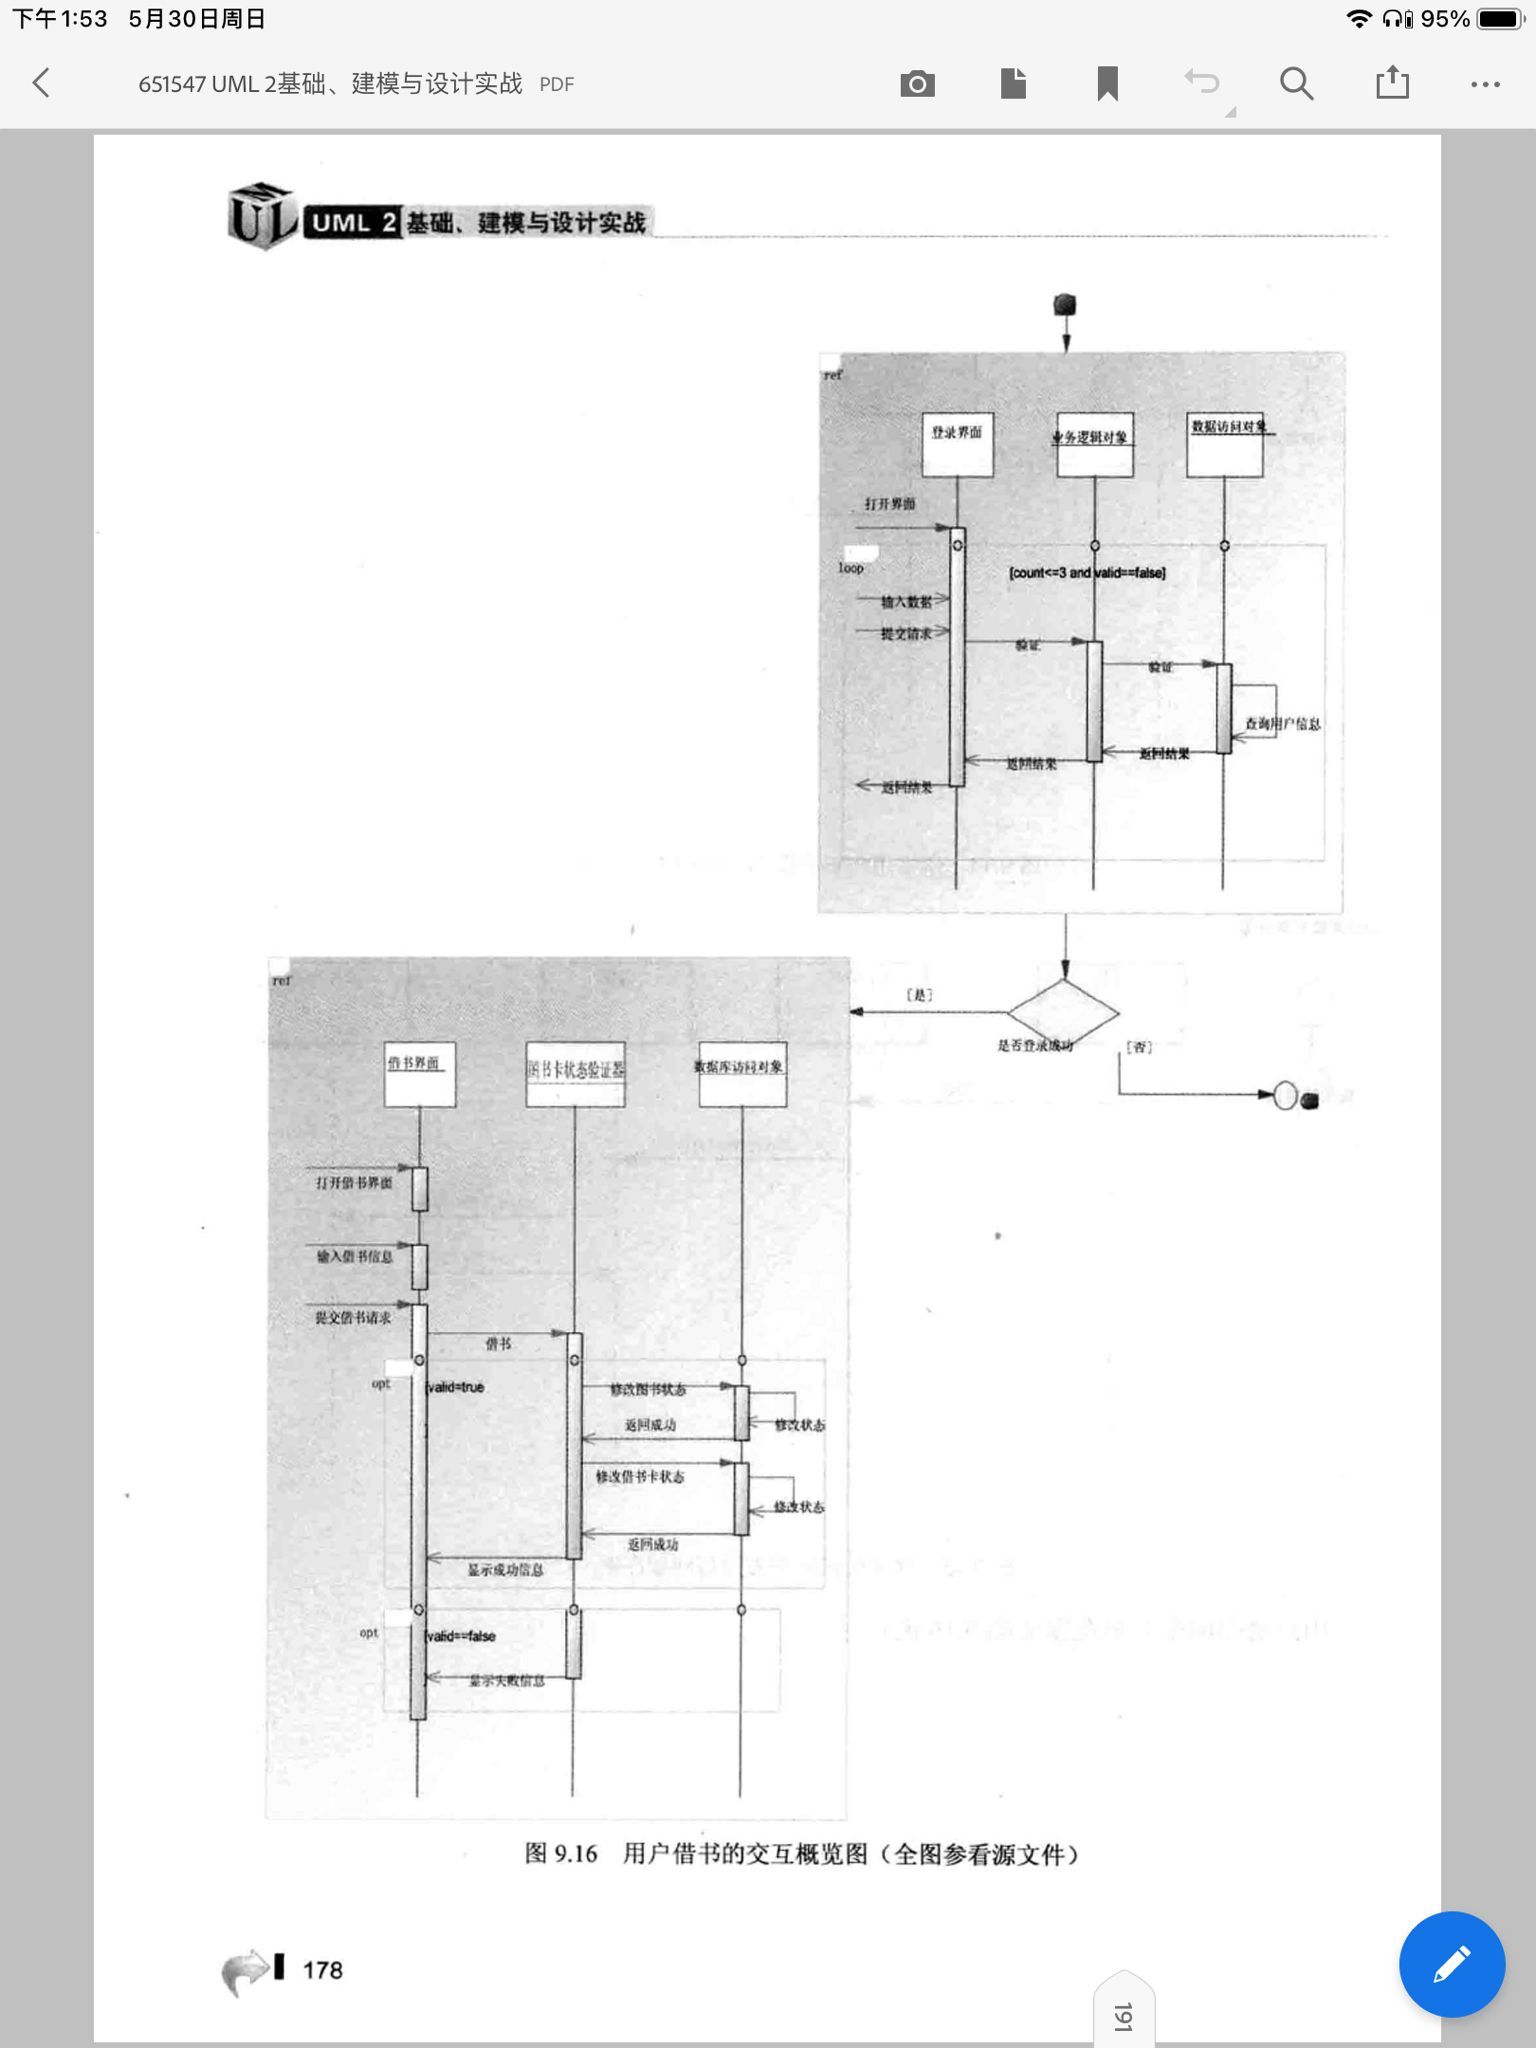 下午1:53 5月30日周日
95%
651547 UML 2基础、建模与设计实战 PDF
UML
UML 2 基础、建模与设计实战
ref
登录界面
业务逻辑对象
数据访问对象
打开界面
loop
[count<=3 and valid==false]
输入数据
提交请求
验证
验证
查询用户信息
返回结果
返回结果
返回结果
[是]
是否登录成功
[否]
ref
借书界面
图书卡状态验证器
数据库访问对象
打开借书界面
输入借书信息
提交借书请求
借书
opt
[valid=true
修改图书状态
返回成功
修改状态
修改借书卡状态
修改状态
返回成功
显示成功信息
opt
[valid==false
显示失败信息
图 9.16 用户借书的交互概览图(全图参看源文件)
178
191